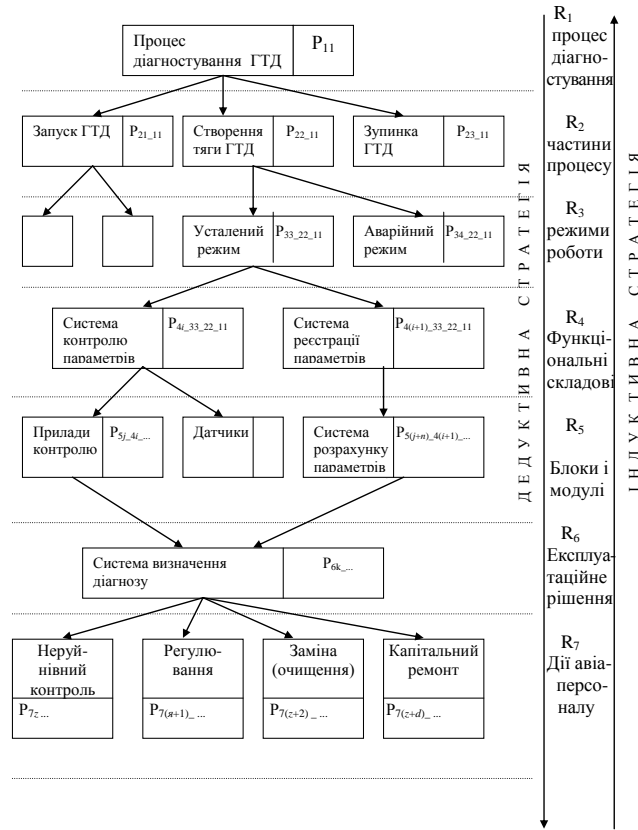 Процес
діагностування ГТД
P11
R1
процес
діагно-
стування
Запуск ГТД
P21_11
Створення
тяги ГТД
P22_11
Зупинка
ГТД
P23_11
R2
частини
процесу
Усталений
режим
P33_22_11
Аварійний
режим
P34_22_11
R3
режими
роботи
Система
контролю
параметрів
P4i_33_22_11
Система
реєстрації
параметрів
P4(i+1)_33_22_11
R4
Функці-
ональні
складові
Прилади
контролю
P5j_4i_...
Датчики
Система
розрахунку
параметрів
P5(j+n)_4(i+1)_...
R5
Блоки і
модулі
Система визначення
діагнозу
P6k_...
R6
Експлуа-
таційне
рішення
Неруй-
нівний
контроль
P7z ...
Регулю-
вання
P7(я+1)_ ...
Заміна
(очищення)
P7(z+2) _ ...
Капітальний
ремонт
P7(z+d)_ ...
R7
Дії авіа-
персо-
налу
ДЕДУКТИВНА СТРАТЕГІЯ
ІНДУКТИВНА СТРАТЕГІЯ